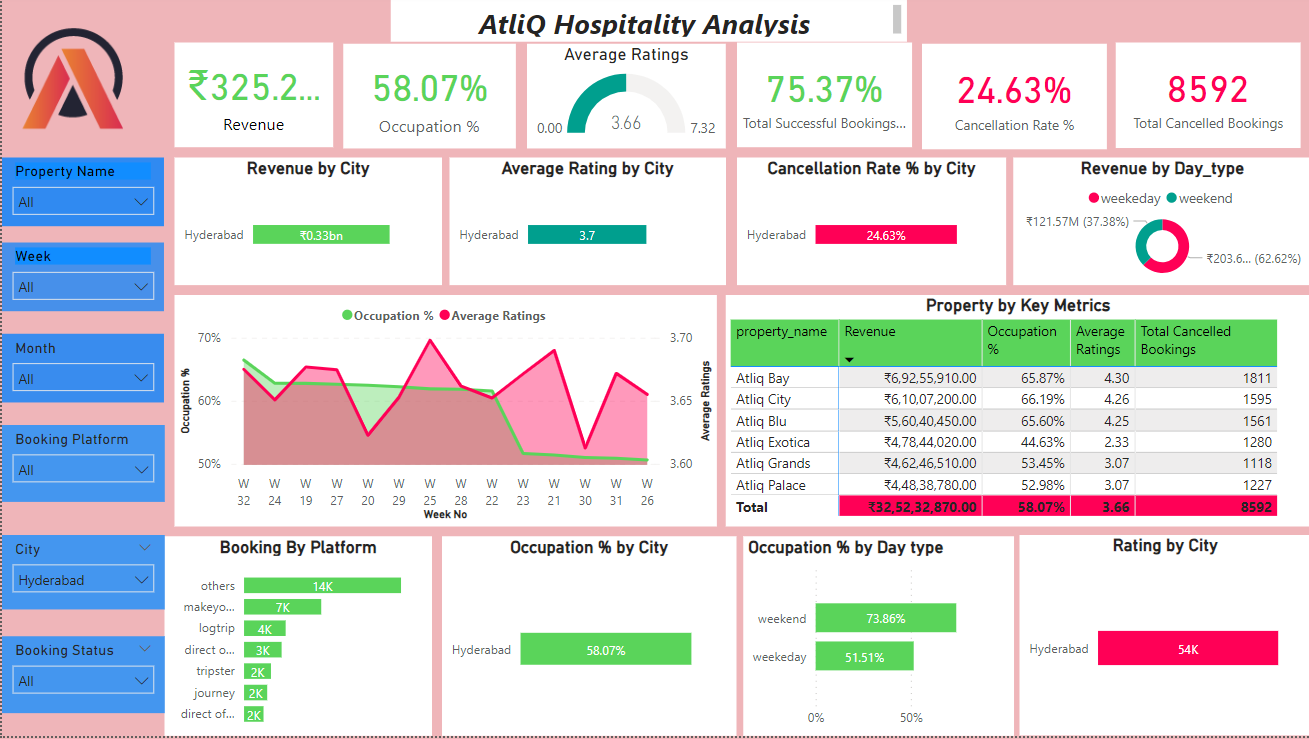 AtliQ Hospitality Analysis
₹325.2...
Revenue
58.07%
Occupation %
Average Ratings
0.00
3.66
7.32
75.37%
Total Successful Bookings...
24.63%
Cancellation Rate %
8592
Total Cancelled Bookings
Property Name
All
Week
All
Month
All
Booking Platform
All
City
Hyderabad
Booking Status
All
Revenue by City
Hyderabad
₹0.33bn
Average Rating by City
Hyderabad
3.7
Cancellation Rate % by City
Hyderabad
24.63%
Revenue by Day_type
weekeday
weekend
₹121.57M (37.38%)
₹203.6... (62.62%)
Occupation %
Average Ratings
70%
60%
50%
Occupation %
3.70
3.65
3.60
Average Ratings
W W W W W W W W W W W W W W
32 24 19 27 20 29 25 28 22 23 21 30 31 26
Week No
Property by Key Metrics
property_name Revenue Occupation % Average Ratings Total Cancelled Bookings
Atliq Bay ₹6,92,55,910.00 65.87% 4.30 1811
Atliq City ₹6,10,07,200.00 66.19% 4.26 1595
Atliq Blu ₹5,60,40,450.00 65.60% 4.25 1561
Atliq Exotica ₹4,78,44,020.00 44.63% 2.33 1280
Atliq Grands ₹4,62,46,510.00 53.45% 3.07 1118
Atliq Palace ₹4,48,38,780.00 52.98% 3.07 1227
Total ₹32,52,32,870.00 58.07% 3.66 8592
Booking By Platform
others 14K
makeyo... 7K
logtrip 4K
direct o... 3K
tripster 2K
journey 2K
direct of... 2K
Occupation % by City
Hyderabad
58.07%
Occupation % by Day type
weekend 73.86%
weekeday 51.51%
0% 50%
Rating by City
Hyderabad
54K